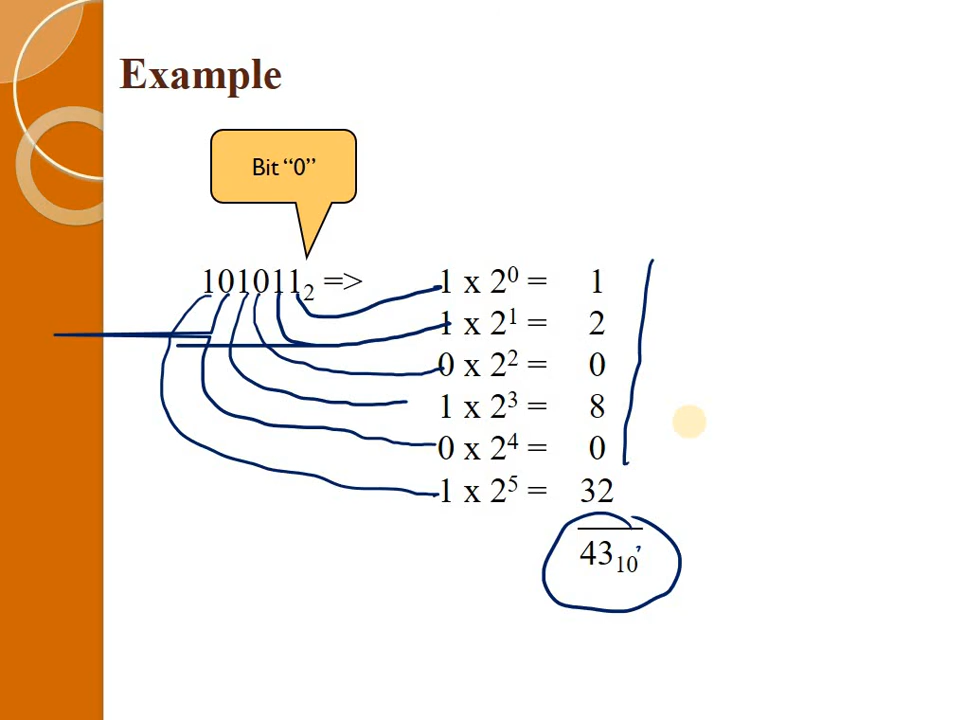 Example
Bit “0”
101011₂ => 1 x 2⁰ = 1
1 x 2¹ = 2
0 x 2² = 0
1 x 2³ = 8
0 x 2⁴ = 0
1 x 2⁵ = 32
43₁₀